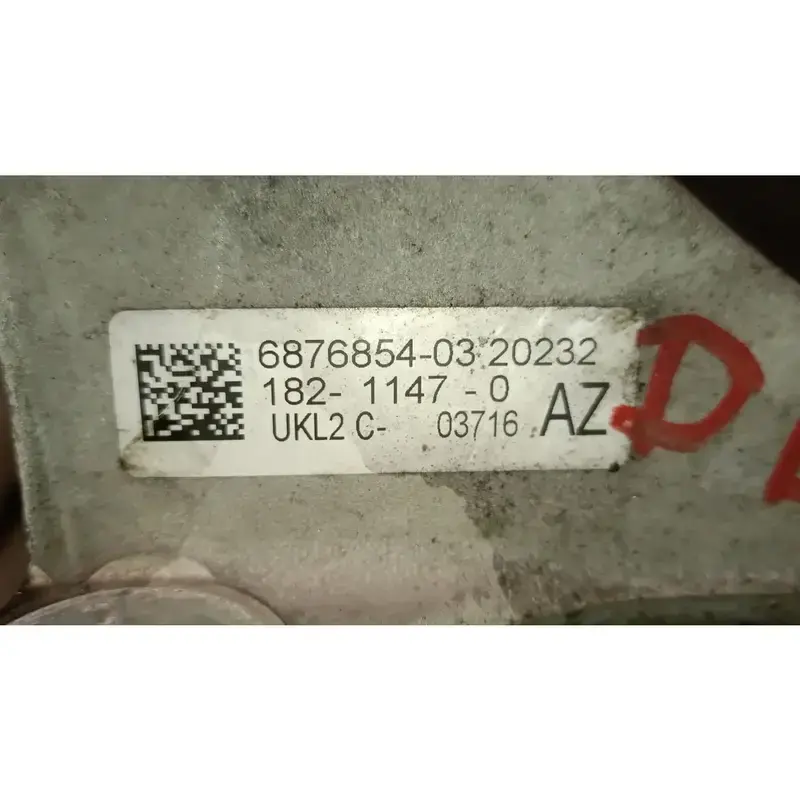 6876854-03 20232
182- 1147 - 0
UKL2 C- 03716 AZ
D